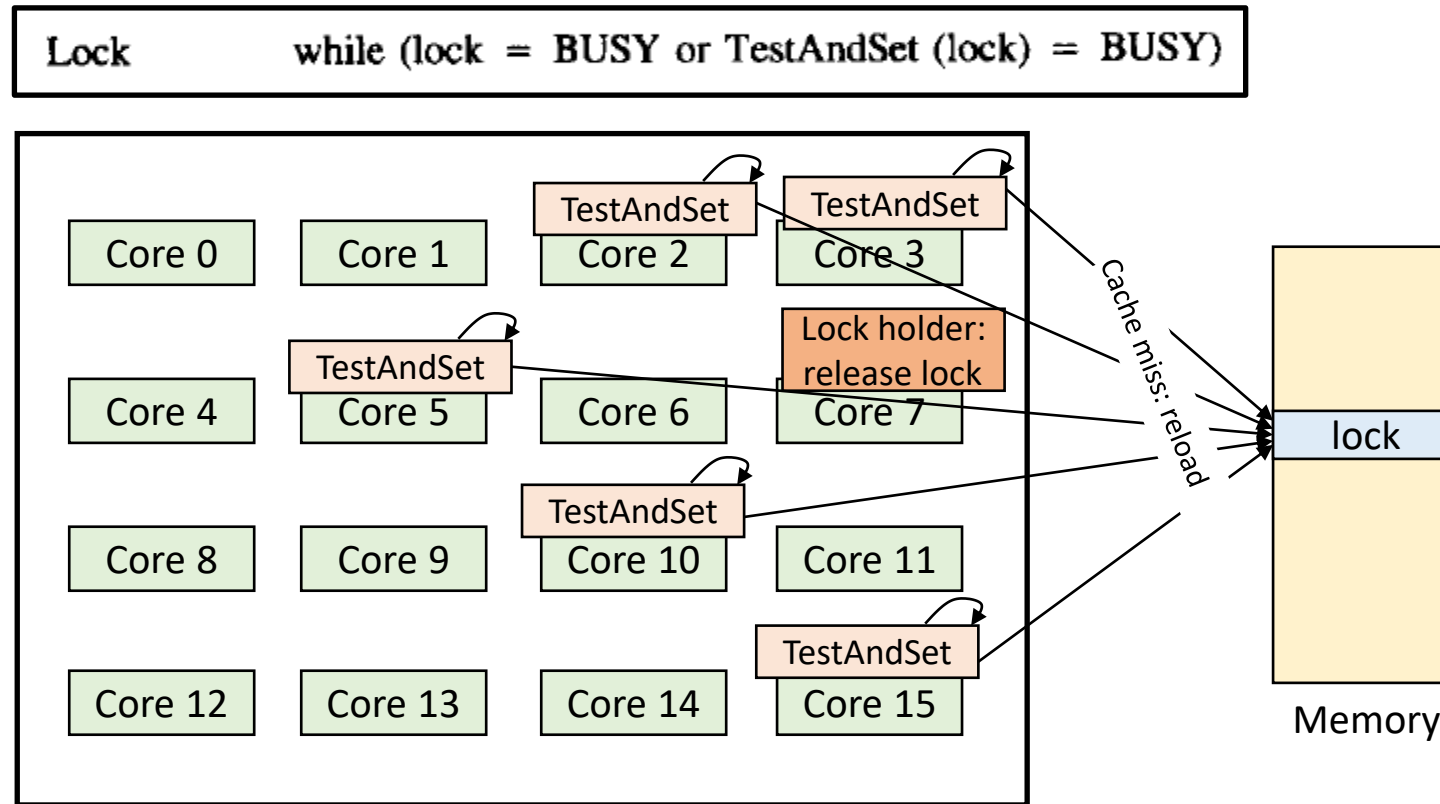 Lock while (lock = BUSY or TestAndSet (lock) = BUSY)
TestAndSet
TestAndSet
Core 0
Core 1
Core 2
Core 3
Cache miss: reload
Lock holder:
release lock
TestAndSet
Core 4
Core 5
Core 6
Core 7
lock
TestAndSet
Core 8
Core 9
Core 10
Core 11
TestAndSet
Core 12
Core 13
Core 14
Core 15
Memory